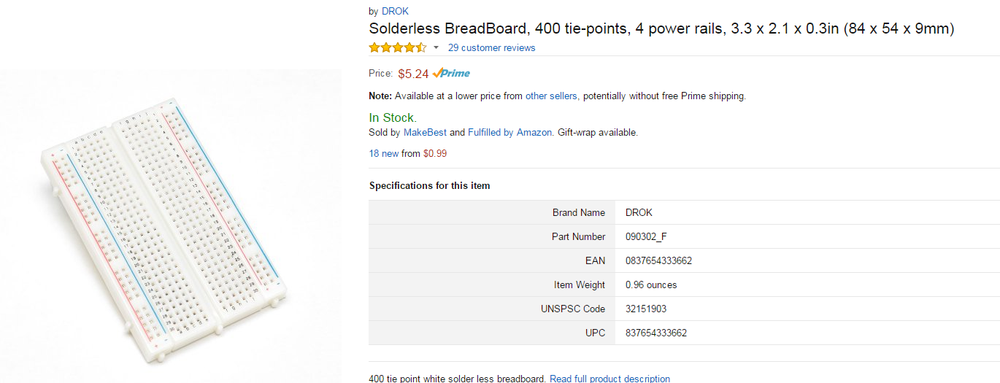 by DROK
Solderless BreadBoard, 400 tie-points, 4 power rails, 3.3 x 2.1 x 0.3in (84 x 54 x 9mm)
29 customer reviews
Price: $5.24 Prime
Note: Available at a lower price from other sellers, potentially without free Prime shipping.
In Stock.
Sold by MakeBest and Fulfilled by Amazon. Gift-wrap available.
18 new from $0.99
Specifications for this item
Brand Name DROK
Part Number 090302_F
EAN 0837654333662
Item Weight 0.96 ounces
UNSPSC Code 32151903
UPC 837654333662
400 tie point white solder less breadboard. Read full product description